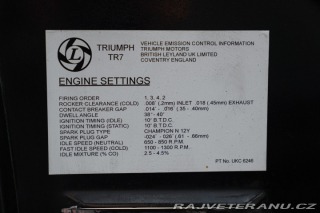 L
TRIUMPH
TR7
VEHICLE EMISSION CONTROL INFORMATION
TRIUMPH MOTORS
BRITISH LEYLAND UK LIMITED
COVENTRY ENGLAND
ENGINE SETTINGS
FIRING ORDER 1, 3, 4, 2
ROCKER CLEARANCE (COLD) .008" (.2mm) INLET .018 (.46mm) EXHAUST
CONTACT BREAKER GAP .014" - .016" (.35 - .40mm)
DWELL ANGLE 38° - 40°
IGNITION TIMING (IDLE) 10° B.T.D.C.
IGNITION TIMING (STATIC) 10° B.T.D.C.
SPARK PLUG TYPE CHAMPION N 12Y
SPARK PLUG GAP .024" - .026" (.61 - .66mm)
IDLE SPEED (NEUTRAL) 650 - 850 R.P.M.
FAST IDLE SPEED (COLD) 1100 - 1300 R.P.M.
IDLE MIXTURE (% CO) 2.5 - 4.5%
PT No. UKC 6246
RAJVETERANU.CZ